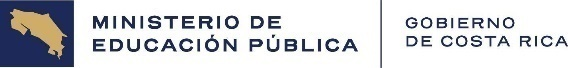 MINISTERIO DE
EDUCACIÓN PÚBLICA
GOBIERNO
DE COSTA RICA